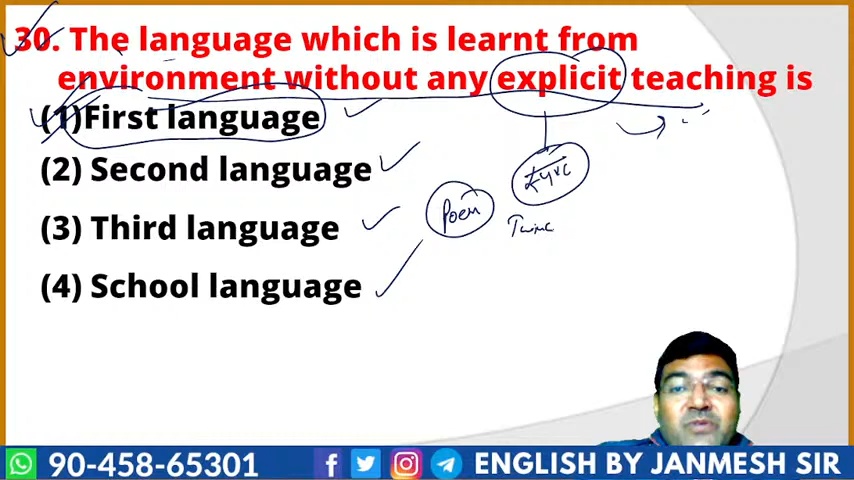 30. The language which is learnt from
environment without any explicit teaching is
(1)First language
(2) Second language
(3) Third language
(4) School language
Poem
90-458-65301
ENGLISH BY JANMESH SIR